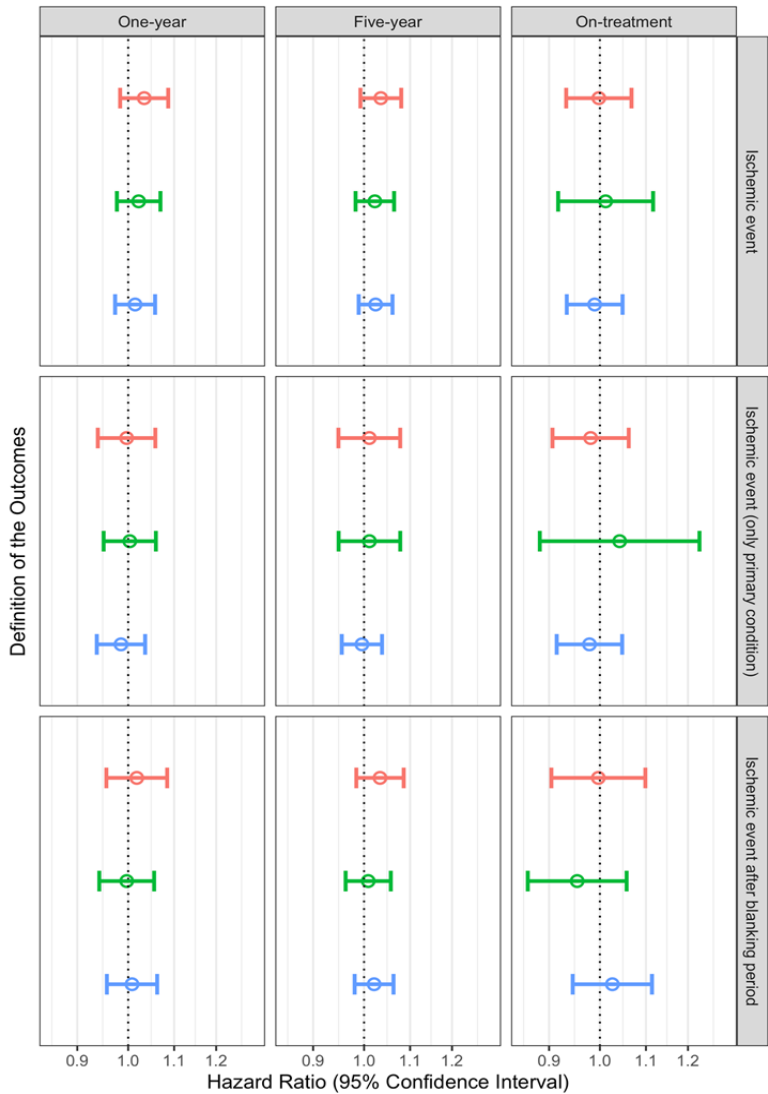 One-year
Five-year
On-treatment
Ischemic event
Ischemic event (only primary condition)
Ischemic event after blanking period
Definition of the Outcomes
0.9 1.0 1.1 1.2
0.9 1.0 1.1 1.2
0.9 1.0 1.1 1.2
Hazard Ratio (95% Confidence Interval)